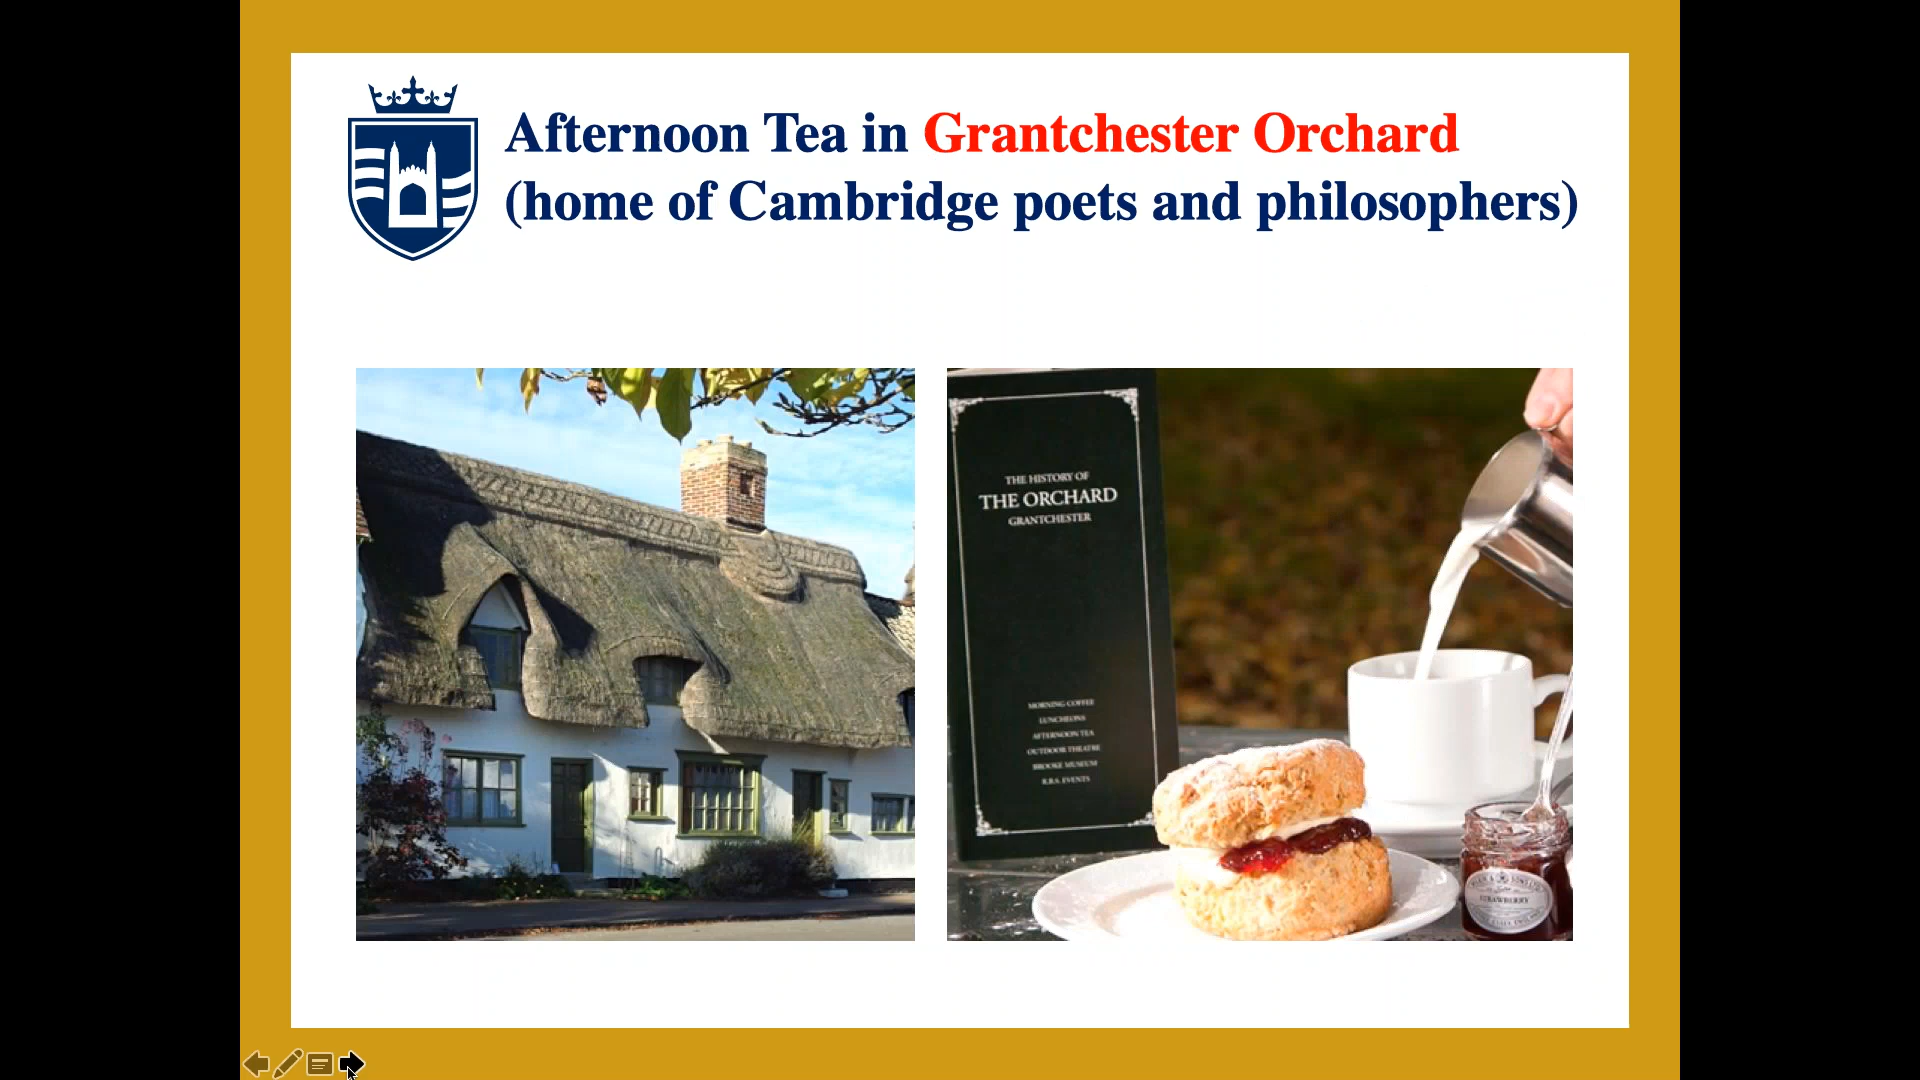 Afternoon Tea in Grantchester Orchard
(home of Cambridge poets and philosophers)
THE HISTORY OF
THE ORCHARD
GRANTCHESTER
MORNING COFFEE
LUNCHEONS
AFTERNOON TEA
OUTDOOR THEATRE
BROOKE MUSEUM
R.B.S. EVENTS
STRAWBERRY